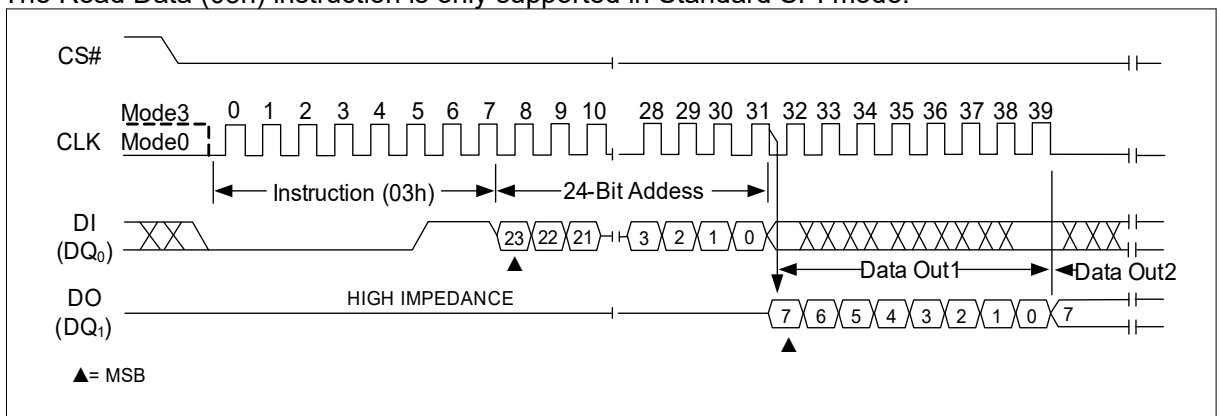 The Read Data (03h) instruction is only supported in Standard SPI mode.
CS#
Mode3 0 1 2 3 4 5 6 7 8 9 10 28 29 30 31 32 33 34 35 36 37 38 39
CLK Mode0
Instruction (03h) 24-Bit Addess
DI
(DQ0) 23 22 21 3 2 1 0
Data Out1 Data Out2
DO HIGH IMPEDANCE
(DQ1) 7 6 5 4 3 2 1 0 7
▲= MSB